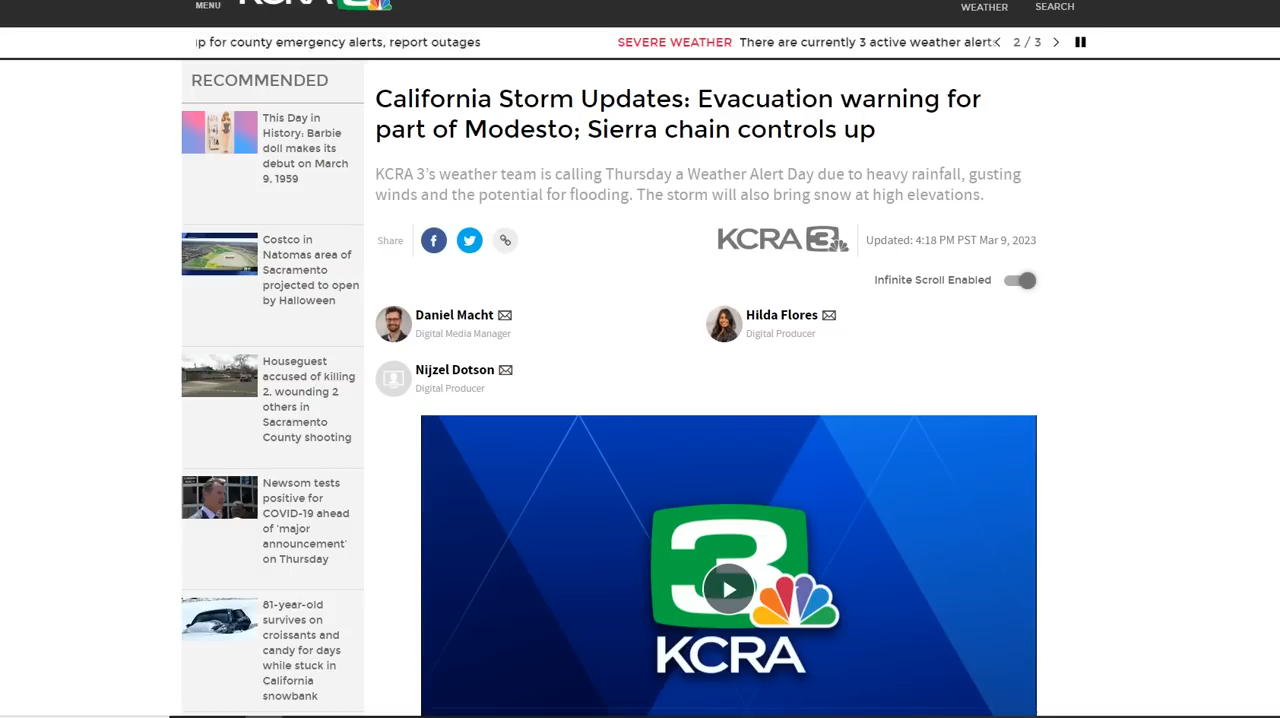 MENU
KCRA 3
WEATHER
SEARCH
up for county emergency alerts, report outages
SEVERE WEATHER There are currently 3 active weather alerts
2 / 3
RECOMMENDED
This Day in
History: Barbie
doll makes its
debut on March
9, 1959
Costco in
Natomas area of
Sacramento
projected to open
by Halloween
Houseguest
accused of killing
2, wounding 2
others in
Sacramento
County shooting
Newsom tests
positive for
COVID-19 ahead
of 'major
announcement'
on Thursday
81-year-old
survives on
croissants and
candy for days
while stuck in
California
snowbank
California Storm Updates: Evacuation warning for
part of Modesto; Sierra chain controls up
KCRA 3's weather team is calling Thursday a Weather Alert Day due to heavy rainfall, gusting
winds and the potential for flooding. The storm will also bring snow at high elevations.
Share
KCRA 3
Updated: 4:18 PM PST Mar 9, 2023
Infinite Scroll Enabled
Daniel Macht
Digital Media Manager
Hilda Flores
Digital Producer
Nijzel Dotson
Digital Producer
3
KCRA